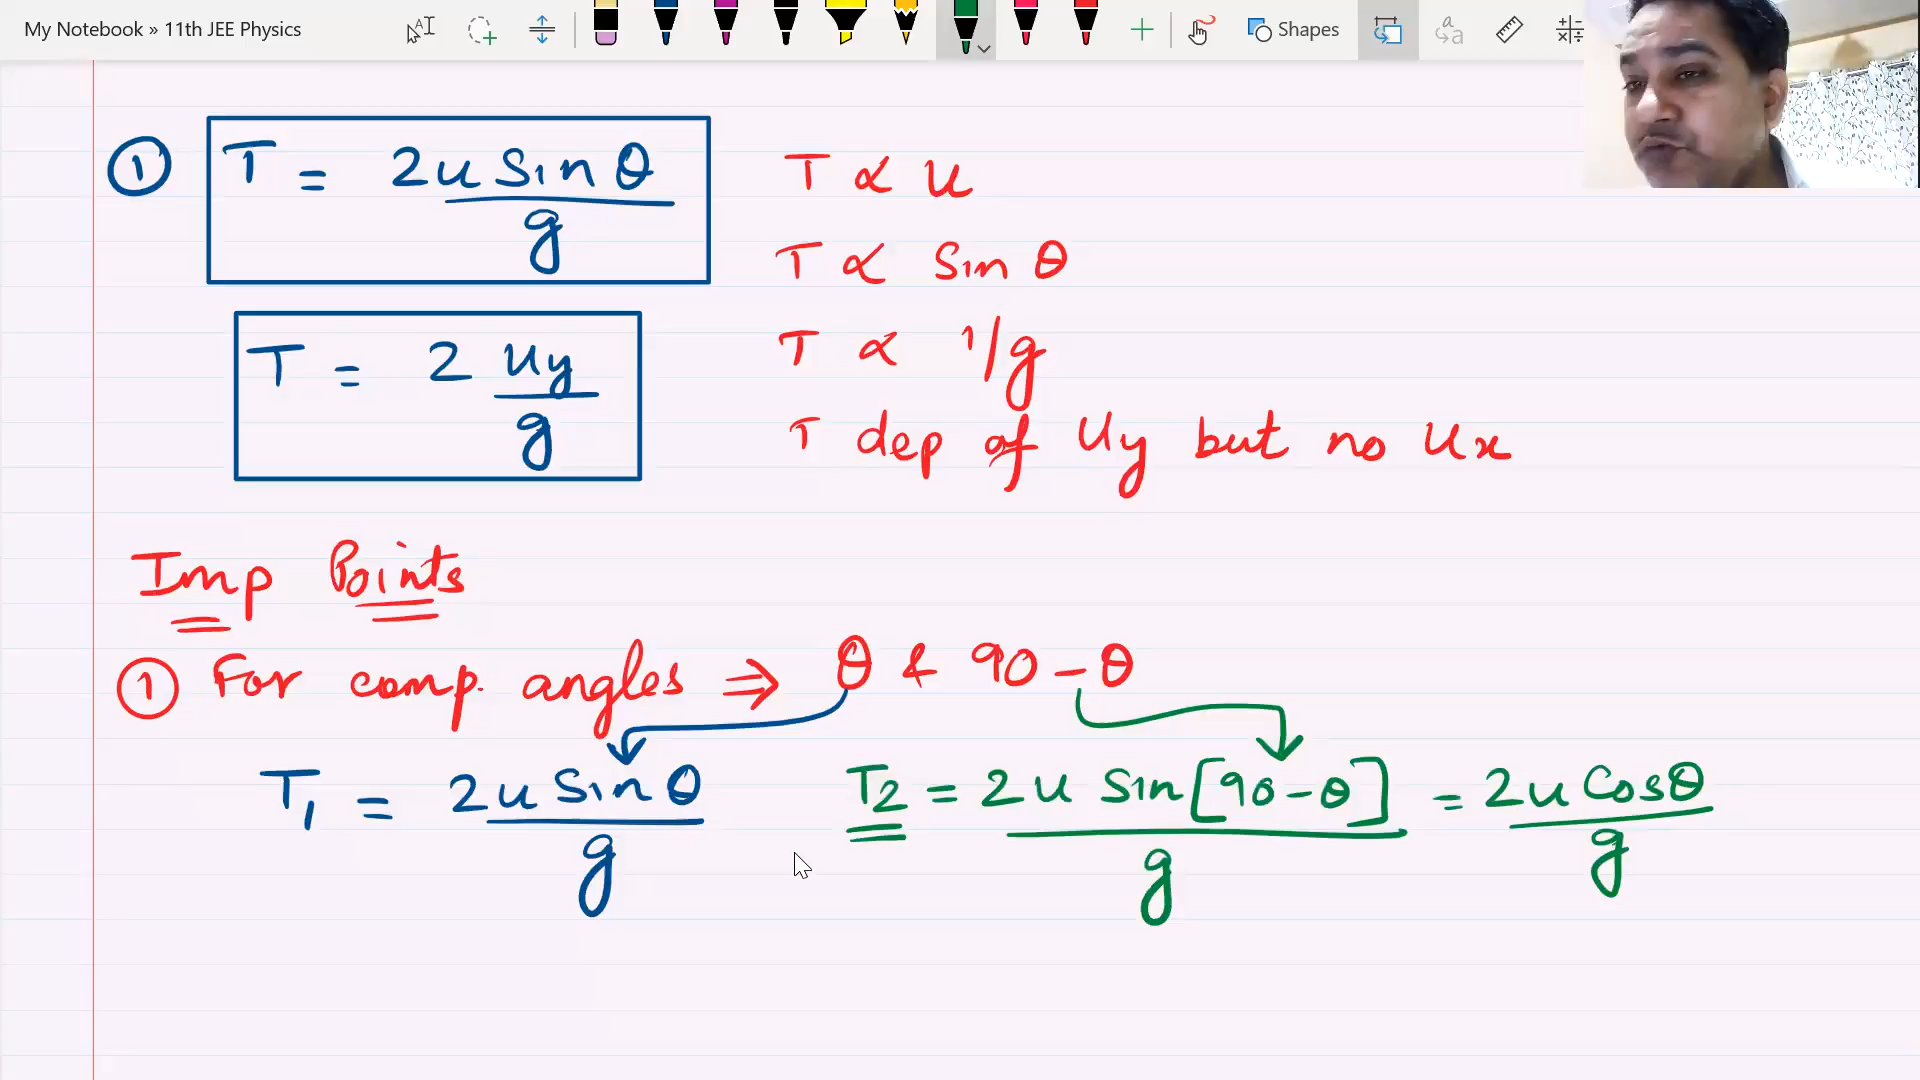 My Notebook » 11th JEE Physics
Shapes
① T = 2u Sin θ / g
T ∝ u
T ∝ Sin θ
T = 2 uy / g
T ∝ 1/g
T dep of Uy but no Ux
Imp Points
① For comp. angles ⇒ θ & 90 – θ
T1 = 2u Sin θ / g T2 = 2u Sin[90 – θ] / g = 2u Cos θ / g